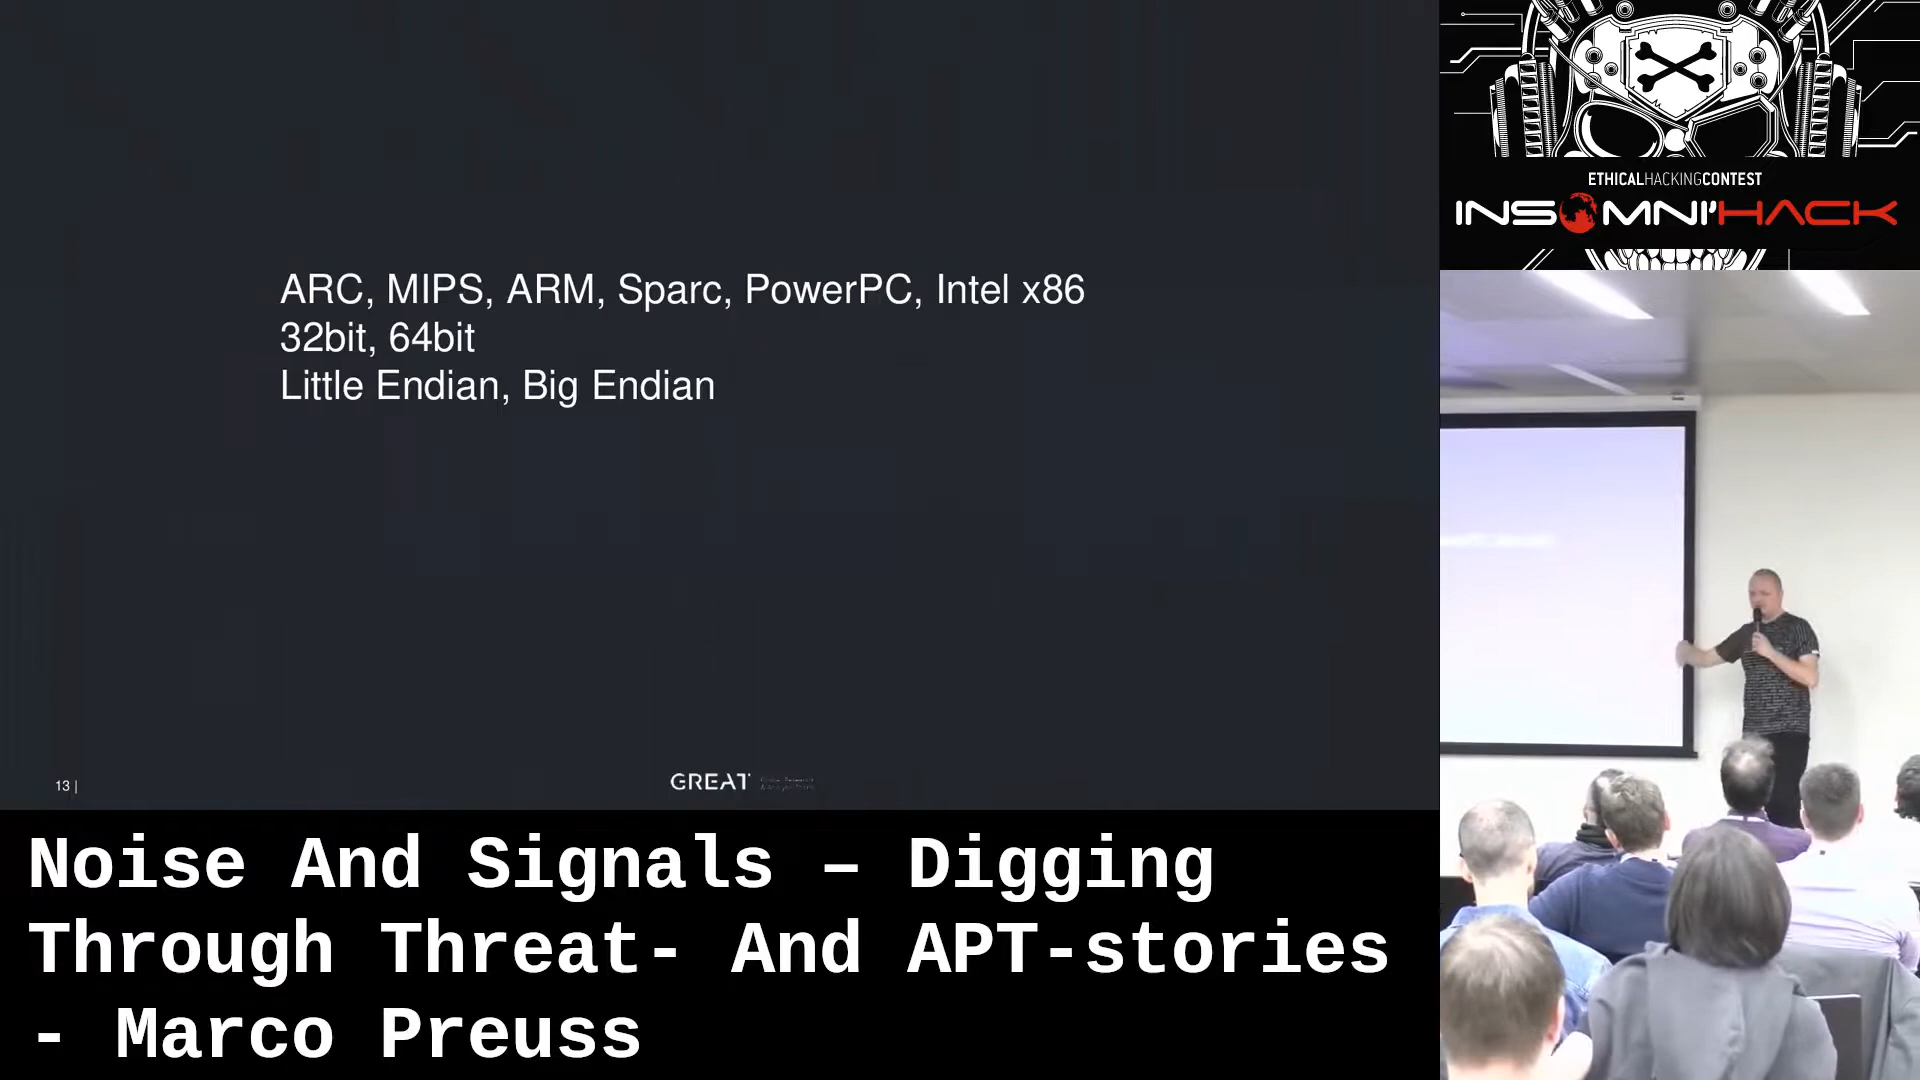 ARC, MIPS, ARM, Sparc, PowerPC, Intel x86
32bit, 64bit
Little Endian, Big Endian
13 |
GREAT
Noise And Signals – Digging
Through Threat- And APT-stories
- Marco Preuss
ETHICALHACKINGCONTEST
INSOMNI'HACK